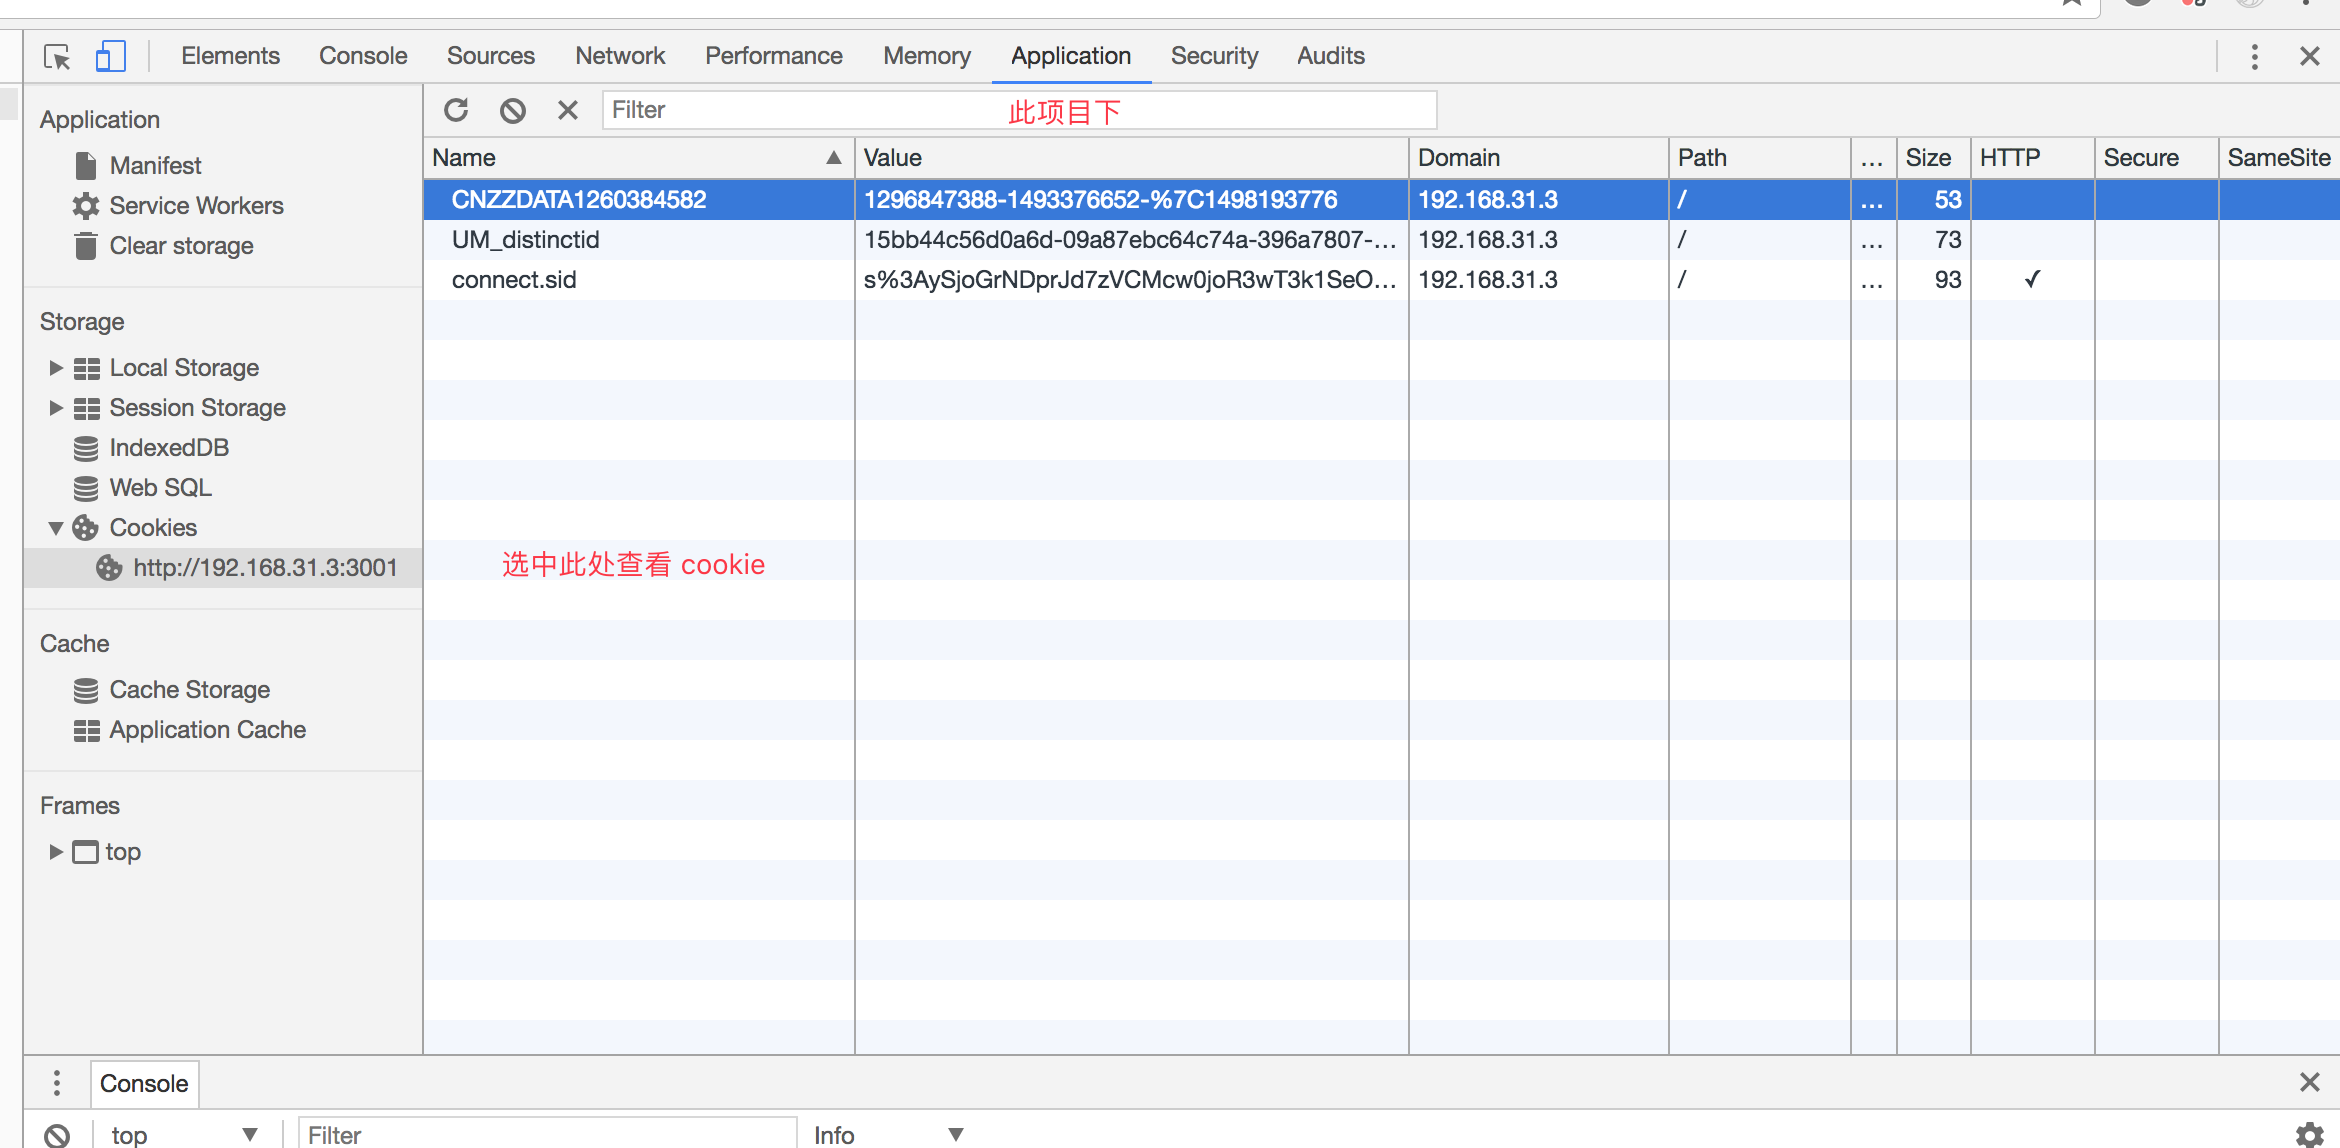 Elements Console Sources Network Performance Memory Application Security Audits
Application
Manifest
Service Workers
Clear storage
Storage
Local Storage
Session Storage
IndexedDB
Web SQL
Cookies
http://192.168.31.3:3001
Cache
Cache Storage
Application Cache
Frames
top
Filter 此项目下
Name Value Domain Path ... Size HTTP Secure SameSite
CNZZDATA1260384582 1296847388-1493376652-%7C1498193776 192.168.31.3 / ... 53
UM_distinctid 15bb44c56d0a6d-09a87ebc64c74a-396a7807-... 192.168.31.3 / ... 73
connect.sid s%3AySjoGrNDprJd7zVCMcw0joR3wT3k1SeO... 192.168.31.3 / ... 93 ✓
选中此处查看 cookie
Console
top Filter Info